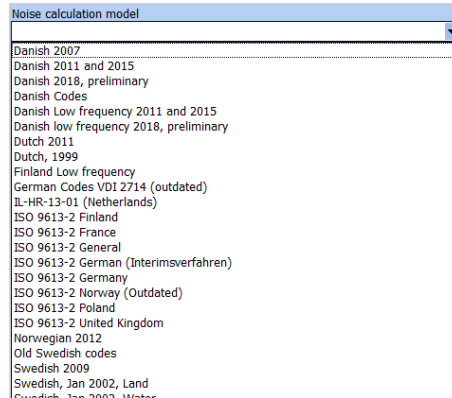 Noise calculation model
Danish 2007
Danish 2011 and 2015
Danish 2018, preliminary
Danish Codes
Danish Low frequency 2011 and 2015
Danish low frequency 2018, preliminary
Dutch 2011
Dutch, 1999
Finland Low frequency
German Codes VDI 2714 (outdated)
IL-HR-13-01 (Netherlands)
ISO 9613-2 Finland
ISO 9613-2 France
ISO 9613-2 General
ISO 9613-2 German (Interimsverfahren)
ISO 9613-2 Germany
ISO 9613-2 Norway (Outdated)
ISO 9613-2 Poland
ISO 9613-2 United Kingdom
Norwegian 2012
Old Swedish codes
Swedish 2009
Swedish, Jan 2002, Land
Swedish, Jan 2002, Water